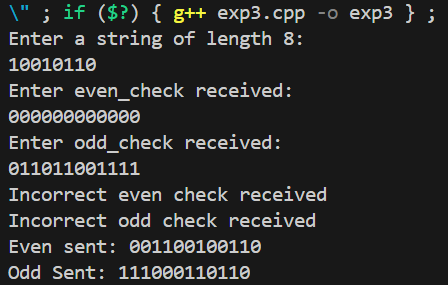 \" ; if ($?) { g++ exp3.cpp -o exp3 } ;
Enter a string of length 8:
10010110
Enter even_check received:
000000000000
Enter odd_check received:
011011001111
Incorrect even check received
Incorrect odd check received
Even sent: 001100100110
Odd Sent: 111000110110